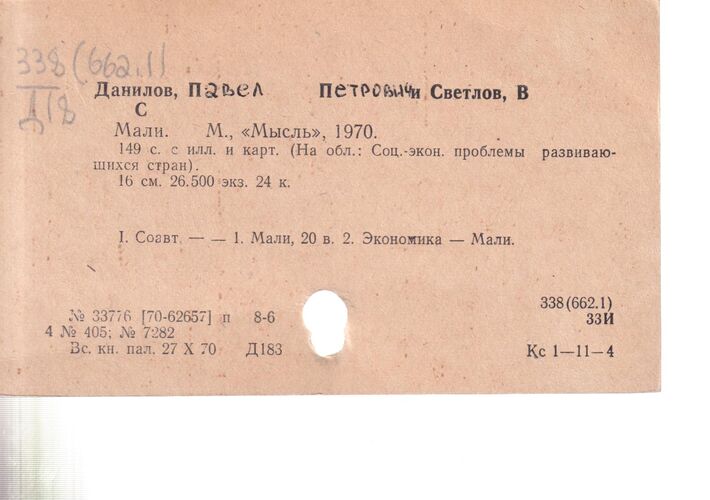 338(662.1)
Д18
Данилов, Павел Петрович и Светлов, В
С
Мали. М., «Мысль», 1970.
149 с. с илл. и карт. (На обл.: Соц.-экон. проблемы развиваю-
щихся стран).
16 см. 26.500 экз. 24 к.
I. Соавт. — — 1. Мали, 20 в. 2. Экономика — Мали.
338(662.1)
33И
№ 33776 [70-62657] п 8-6
4 № 405; № 7282
Вс. кн. пал. 27 X 70 Д183
Кс 1—11—4